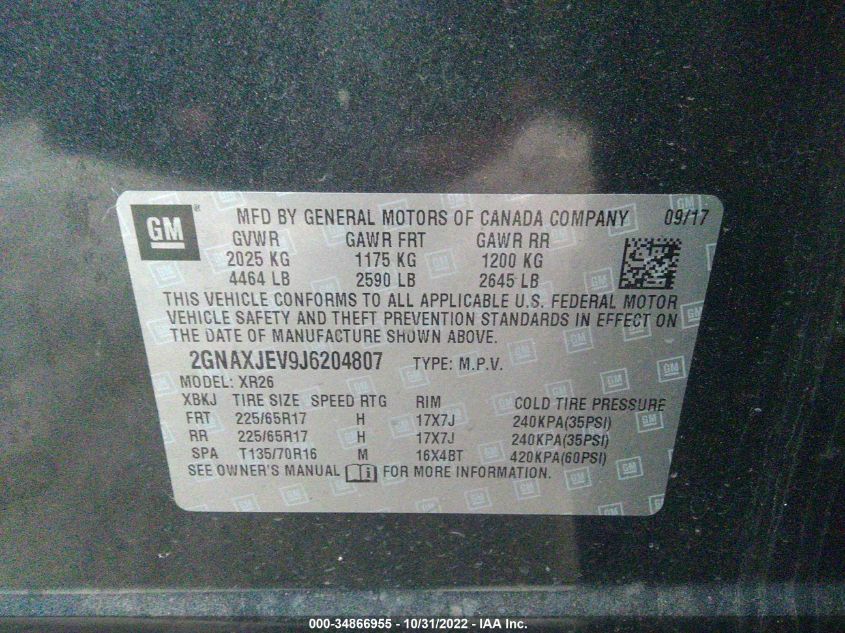 GM® MFD BY GENERAL MOTORS OF CANADA COMPANY 09/17
GVWR GAWR FRT GAWR RR
2025 KG 1175 KG 1200 KG
4464 LB 2590 LB 2645 LB
THIS VEHICLE CONFORMS TO ALL APPLICABLE U.S. FEDERAL MOTOR
VEHICLE SAFETY AND THEFT PREVENTION STANDARDS IN EFFECT ON
THE DATE OF MANUFACTURE SHOWN ABOVE.
2GNAXJEV9J6204807 TYPE: M.P.V.
MODEL: XR26
XBKJ TIRE SIZE SPEED RTG RIM COLD TIRE PRESSURE
FRT 225/65R17 H 17X7J 240KPA(35PSI)
RR 225/65R17 H 17X7J 240KPA(35PSI)
SPA T135/70R16 M 16X4BT 420KPA(60PSI)
SEE OWNER'S MANUAL FOR MORE INFORMATION.
000-34866955 - 10/31/2022 - IAA Inc.